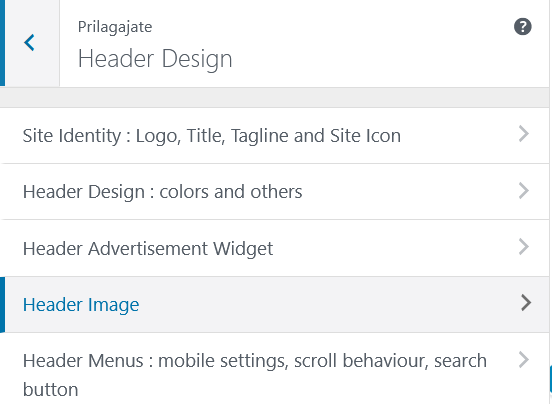 Prilagajate
?
Header Design
Site Identity : Logo, Title, Tagline and Site Icon
Header Design : colors and others
Header Advertisement Widget
Header Image
Header Menus : mobile settings, scroll behaviour, search
button